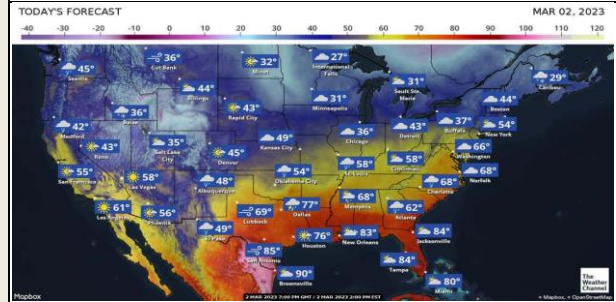 TODAY'S FORECAST
MAR 02, 2023
-40 -30 -20 -10 0 10 20 30 40 50 60 70 80 90 100 110 120
45°
Seattle
36°
Cut Bank
32°
Minot
27°
International
Falls
29°
Caribou
44°
Billings
31°
Sault Ste
Marie
36°
Boise
43°
Rapid City
31°
Minneapolis
44°
Boston
42°
Medford
37°
Buffalo
54°
New York
43°
Reno
35°
Salt Lake
City
45°
Denver
49°
Kansas City
36°
Chicago
43°
Detroit
66°
Washington
55°
San Francisco
58°
Las Vegas
48°
Albuquerque
54°
Oklahoma City
58°
St. Louis
58°
Cincinnati
68°
Norfolk
68°
Charlotte
61°
Los Angeles
56°
Phoenix
69°
Lubbock
77°
Dallas
68°
Memphis
62°
Atlanta
49°
El Paso
76°
Houston
83°
New Orleans
84°
Jacksonville
85°
San Antonio
90°
Brownsville
84°
Tampa
80°
Miami
The
Weather
Channel
Mapbox
2 MAR 2023 7:00 PM GMT / 2 MAR 2023 2:00 PM EST
© Mapbox, © OpenStreetMap